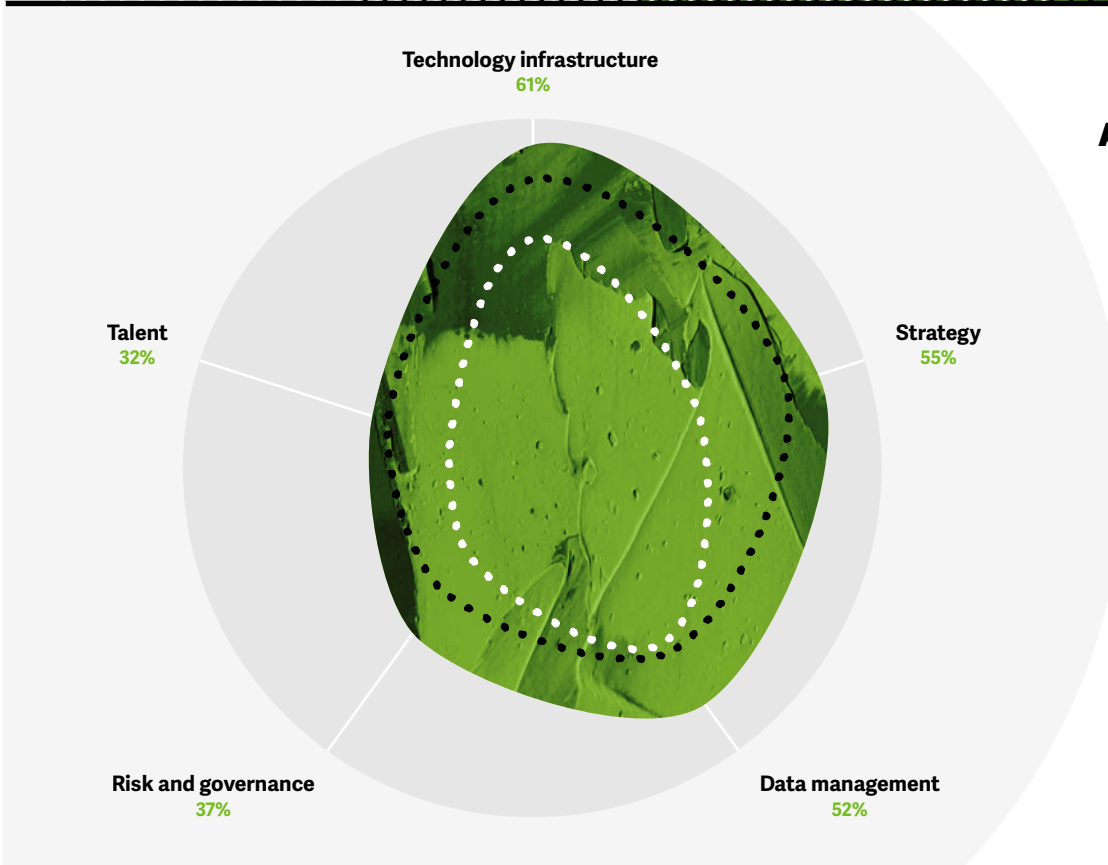 Technology infrastructure
61%
Talent
32%
Strategy
55%
Risk and governance
37%
Data management
52%